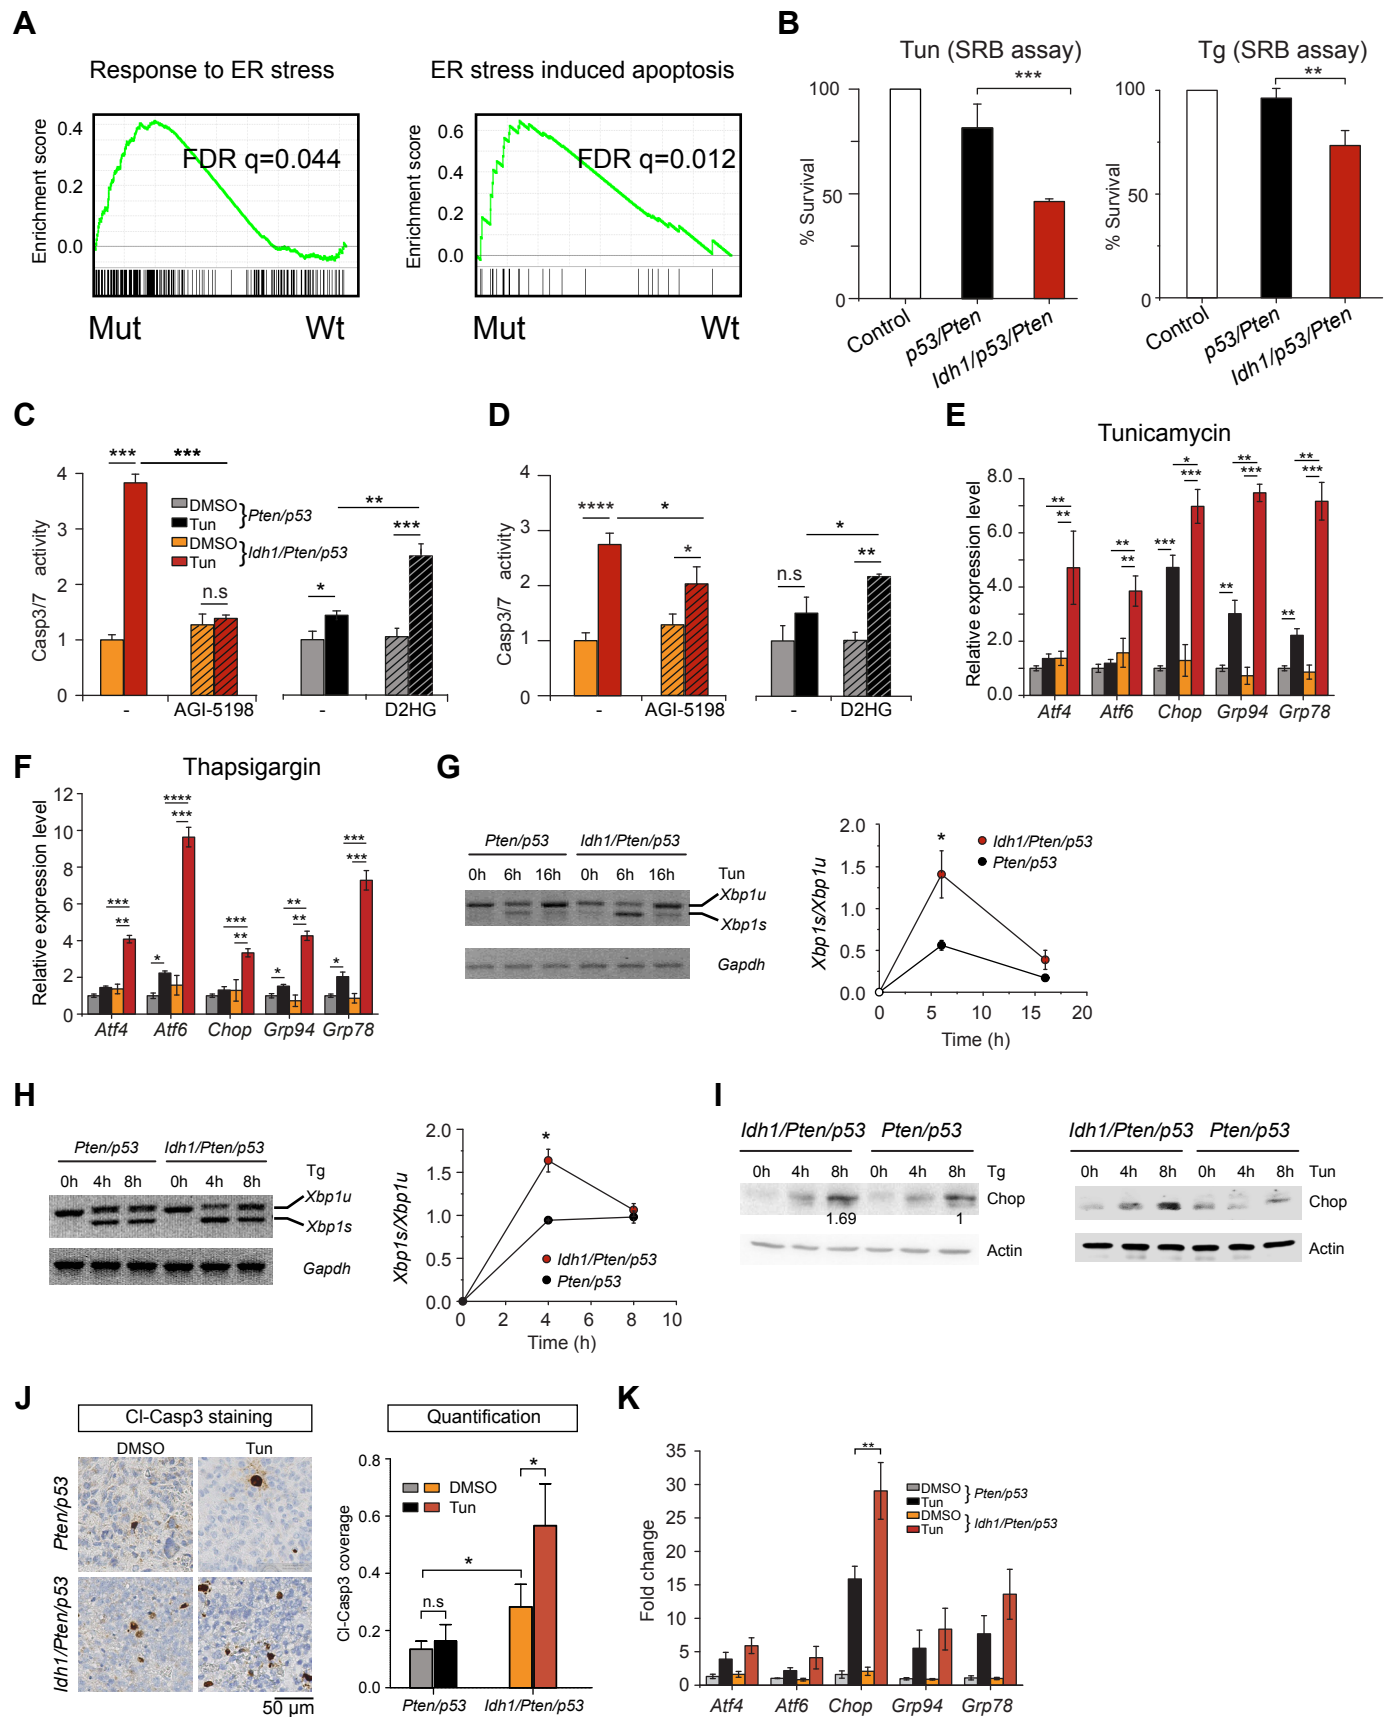 A
Response to ER stress
ER stress induced apoptosis
Enrichment score
0.4
0.2
0.0
FDR q=0.044
Mut
Wt
Enrichment score
0.6
0.4
0.2
0.0
FDR q=0.012
Mut
Wt
B
Tun (SRB assay)
% Survival
100
50
0
***
Control
p53/Pten
Idh1/p53/Pten
Tg (SRB assay)
% Survival
100
50
0
**
Control
p53/Pten
Idh1/p53/Pten
C
Casp3/7 activity
4
3
2
1
0
***
***
n.s
*
**
***
DMSO
Tun
}Pten/p53
DMSO
Tun
}Idh1/Pten/p53
-
AGI-5198
-
D2HG
D
Casp3/7 activity
4
3
2
1
0
****
*
*
n.s
*
**
-
AGI-5198
-
D2HG
E
Tunicamycin
Relative expression level
8.0
6.0
4.0
2.0
0.0
**
**
**
**
*
***
***
**
***
**
**
***
**
Atf4
Atf6
Chop
Grp94
Grp78
F
Thapsigargin
Relative expression level
12
10
8
6
4
2
0
***
**
****
***
*
***
**
**
**
*
***
***
*
Atf4
Atf6
Chop
Grp94
Grp78
G
Pten/p53
Idh1/Pten/p53
0h
6h
16h
0h
6h
16h
Tun
Xbp1u
Xbp1s
Gapdh
Xbp1s/Xbp1u
2.0
1.5
1.0
0.5
0.0
*
Idh1/Pten/p53
Pten/p53
0
5
10
15
20
Time (h)
H
Pten/p53
Idh1/Pten/p53
0h
4h
8h
0h
4h
8h
Tg
Xbp1u
Xbp1s
Gapdh
Xbp1s/Xbp1u
2.0
1.5
1.0
0.5
0.0
*
Idh1/Pten/p53
Pten/p53
0
2
4
6
8
10
Time (h)
I
Idh1/Pten/p53
Pten/p53
0h
4h
8h
0h
4h
8h
Tg
Chop
1.69
1
Actin
Idh1/Pten/p53
Pten/p53
0h
4h
8h
0h
4h
8h
Tun
Chop
Actin
J
Cl-Casp3 staining
DMSO
Tun
Pten/p53
Idh1/Pten/p53
50 µm
Quantification
Cl-Casp3 coverage
0.8
0.6
0.4
0.2
0.0
DMSO
Tun
n.s
*
*
Pten/p53
Idh1/Pten/p53
K
Fold change
35
30
25
20
15
10
5
0
**
DMSO
Tun
} Pten/p53
DMSO
Tun
} Idh1/Pten/p53
Atf4
Atf6
Chop
Grp94
Grp78